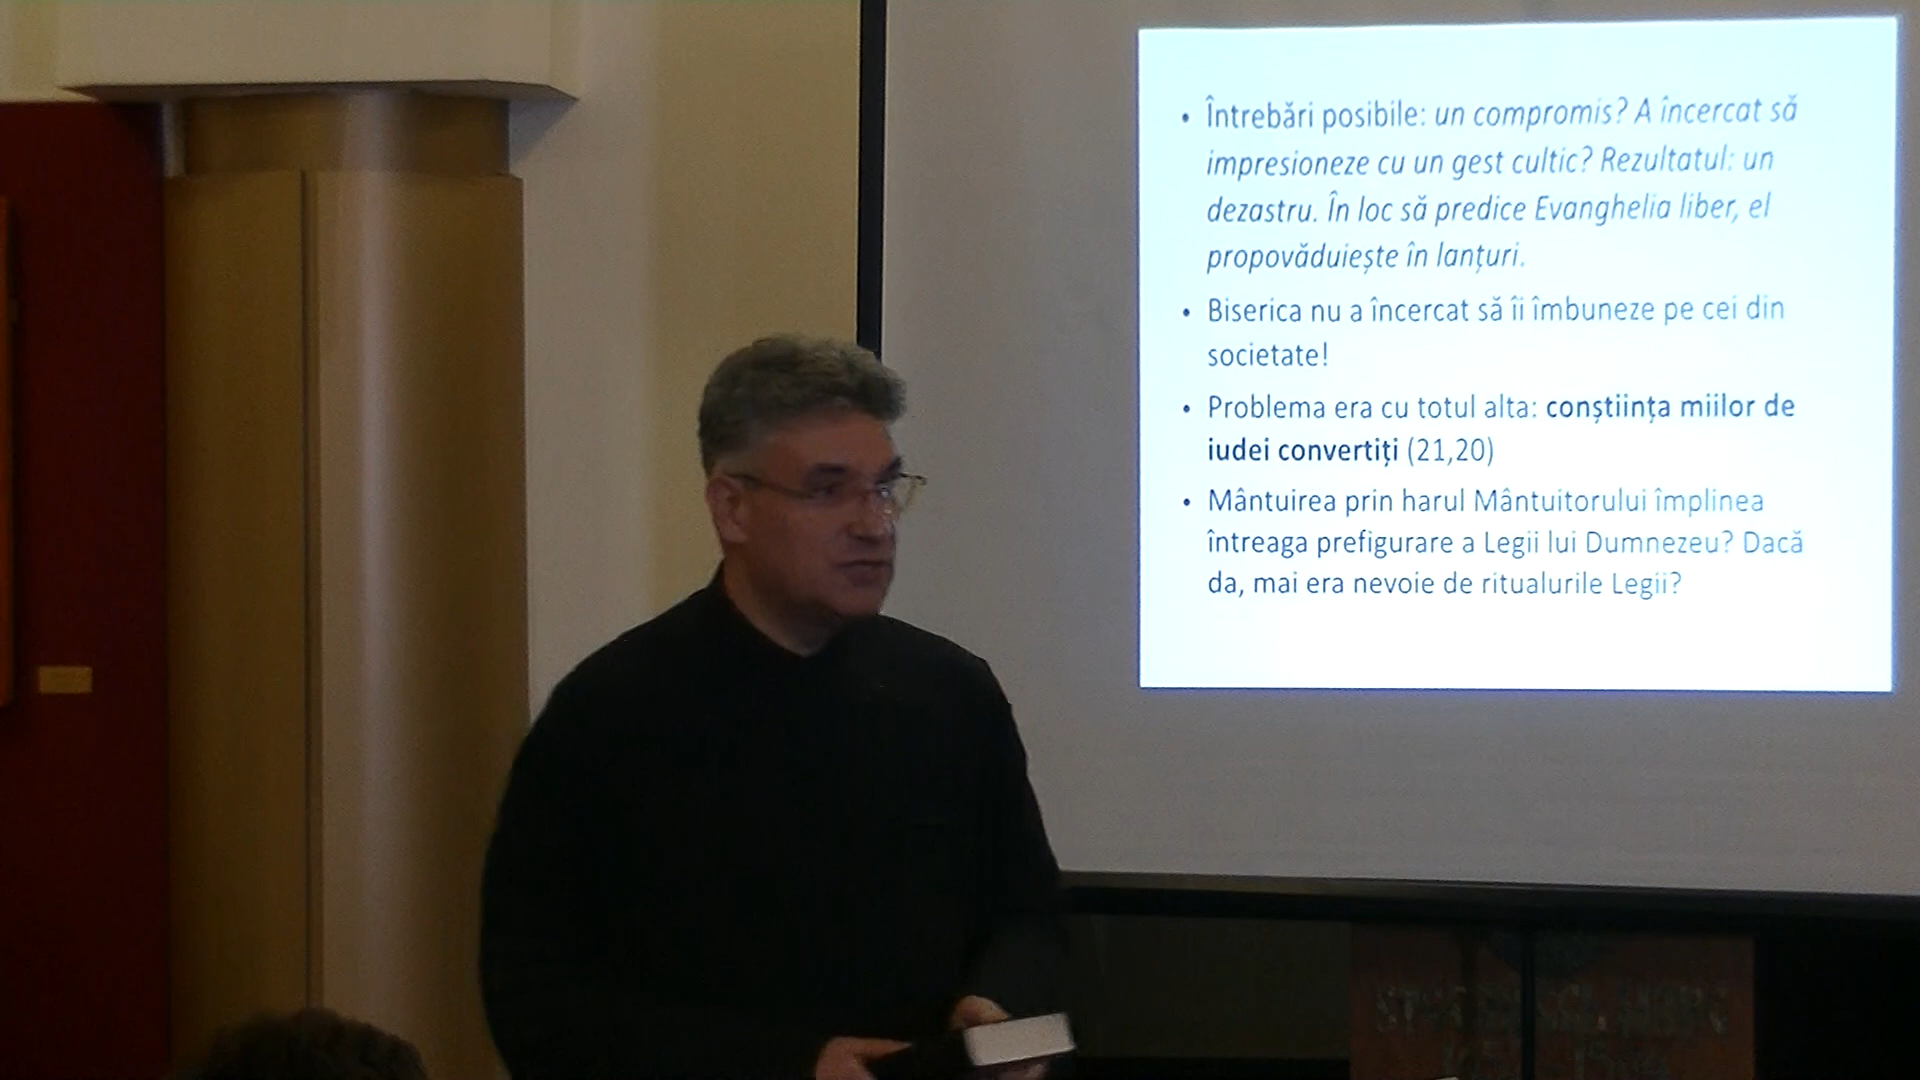 • Întrebări posibile: un compromis? A încercat să
impresioneze cu un gest cultic? Rezultatul: un
dezastru. În loc să predice Evanghelia liber, el
propovăduiește în lanțuri.
• Biserica nu a încercat să îi îmbuneze pe cei din
societate!
• Problema era cu totul alta: conștiința miilor de
iudei convertiți (21,20)
• Mântuirea prin harul Mântuitorului împlinea
întreaga prefigurare a Legii lui Dumnezeu? Dacă
da, mai era nevoie de ritualurile Legii?